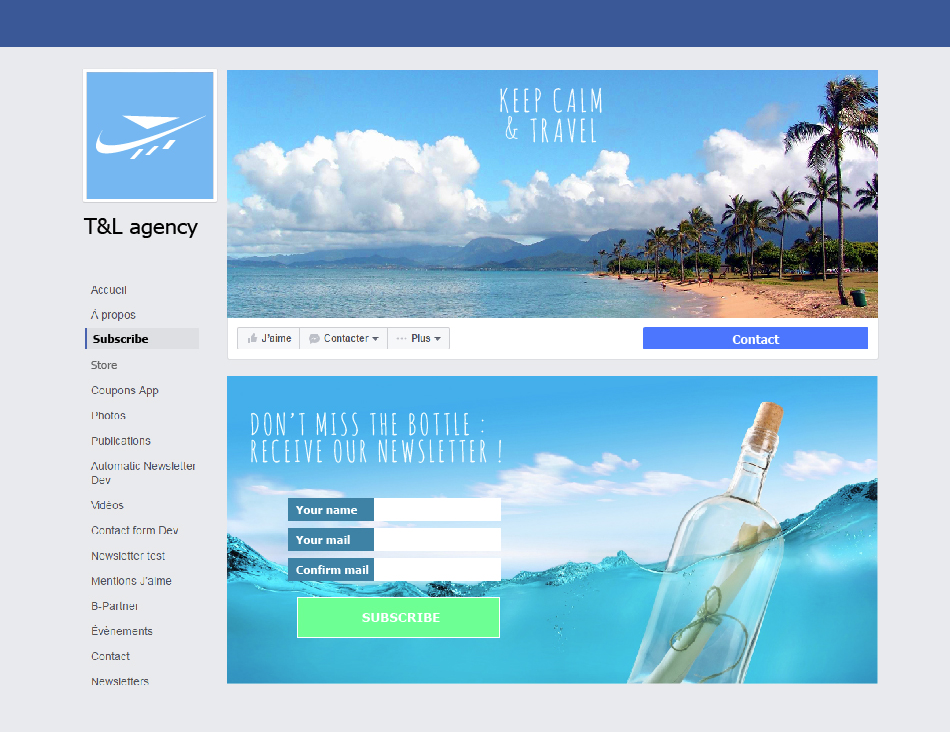 KEEP CALM
& TRAVEL
T&L agency
Accueil
À propos
Subscribe
Store
Coupons App
Photos
Publications
Automatic Newsletter
Dev
Vidéos
Contact form Dev
Newsletter test
Mentions J'aime
B-Partner
Évènements
Contact
Newsletters
J'aime
Contacter
Plus
Contact
DON'T MISS THE BOTTLE :
RECEIVE OUR NEWSLETTER !
Your name
Your mail
Confirm mail
SUBSCRIBE